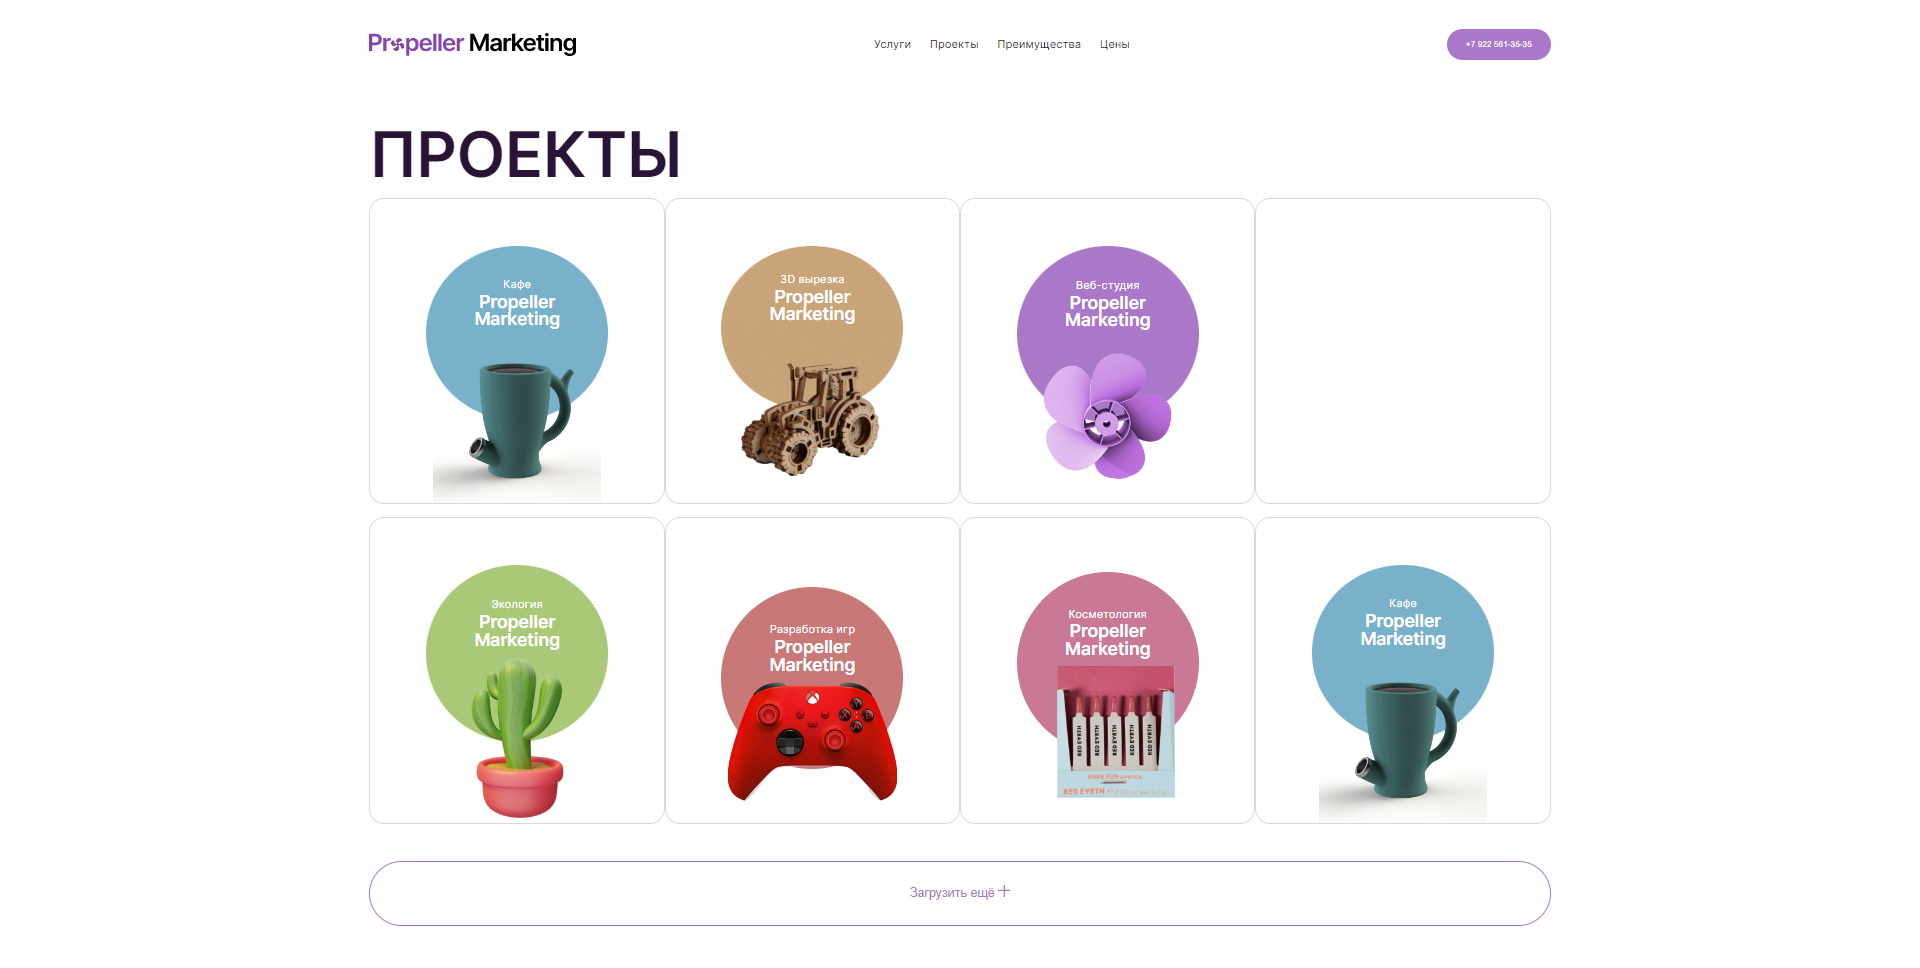 Propeller Marketing
Услуги Проекты Преимущества Цены
+7 922 581-35-35
ПРОЕКТЫ
Кафе
Propeller
Marketing
3D вырезка
Propeller
Marketing
Веб-студия
Propeller
Marketing
Экология
Propeller
Marketing
Разработка игр
Propeller
Marketing
Косметология
Propeller
Marketing
RED EVRTH
RED EVRTH
RED EVRTH
RED EVRTH
RED EVRTH
HAVE FUN LIPSTICK
RED EVRTH
Кафе
Propeller
Marketing
Загрузить ещё +